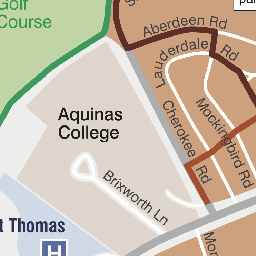 Golf
Course
Aberdeen Rd
Lauderdale Rd
Aquinas
College
Cherokee Rd
Mockingbird Rd
Brixworth Ln
Thomas
H